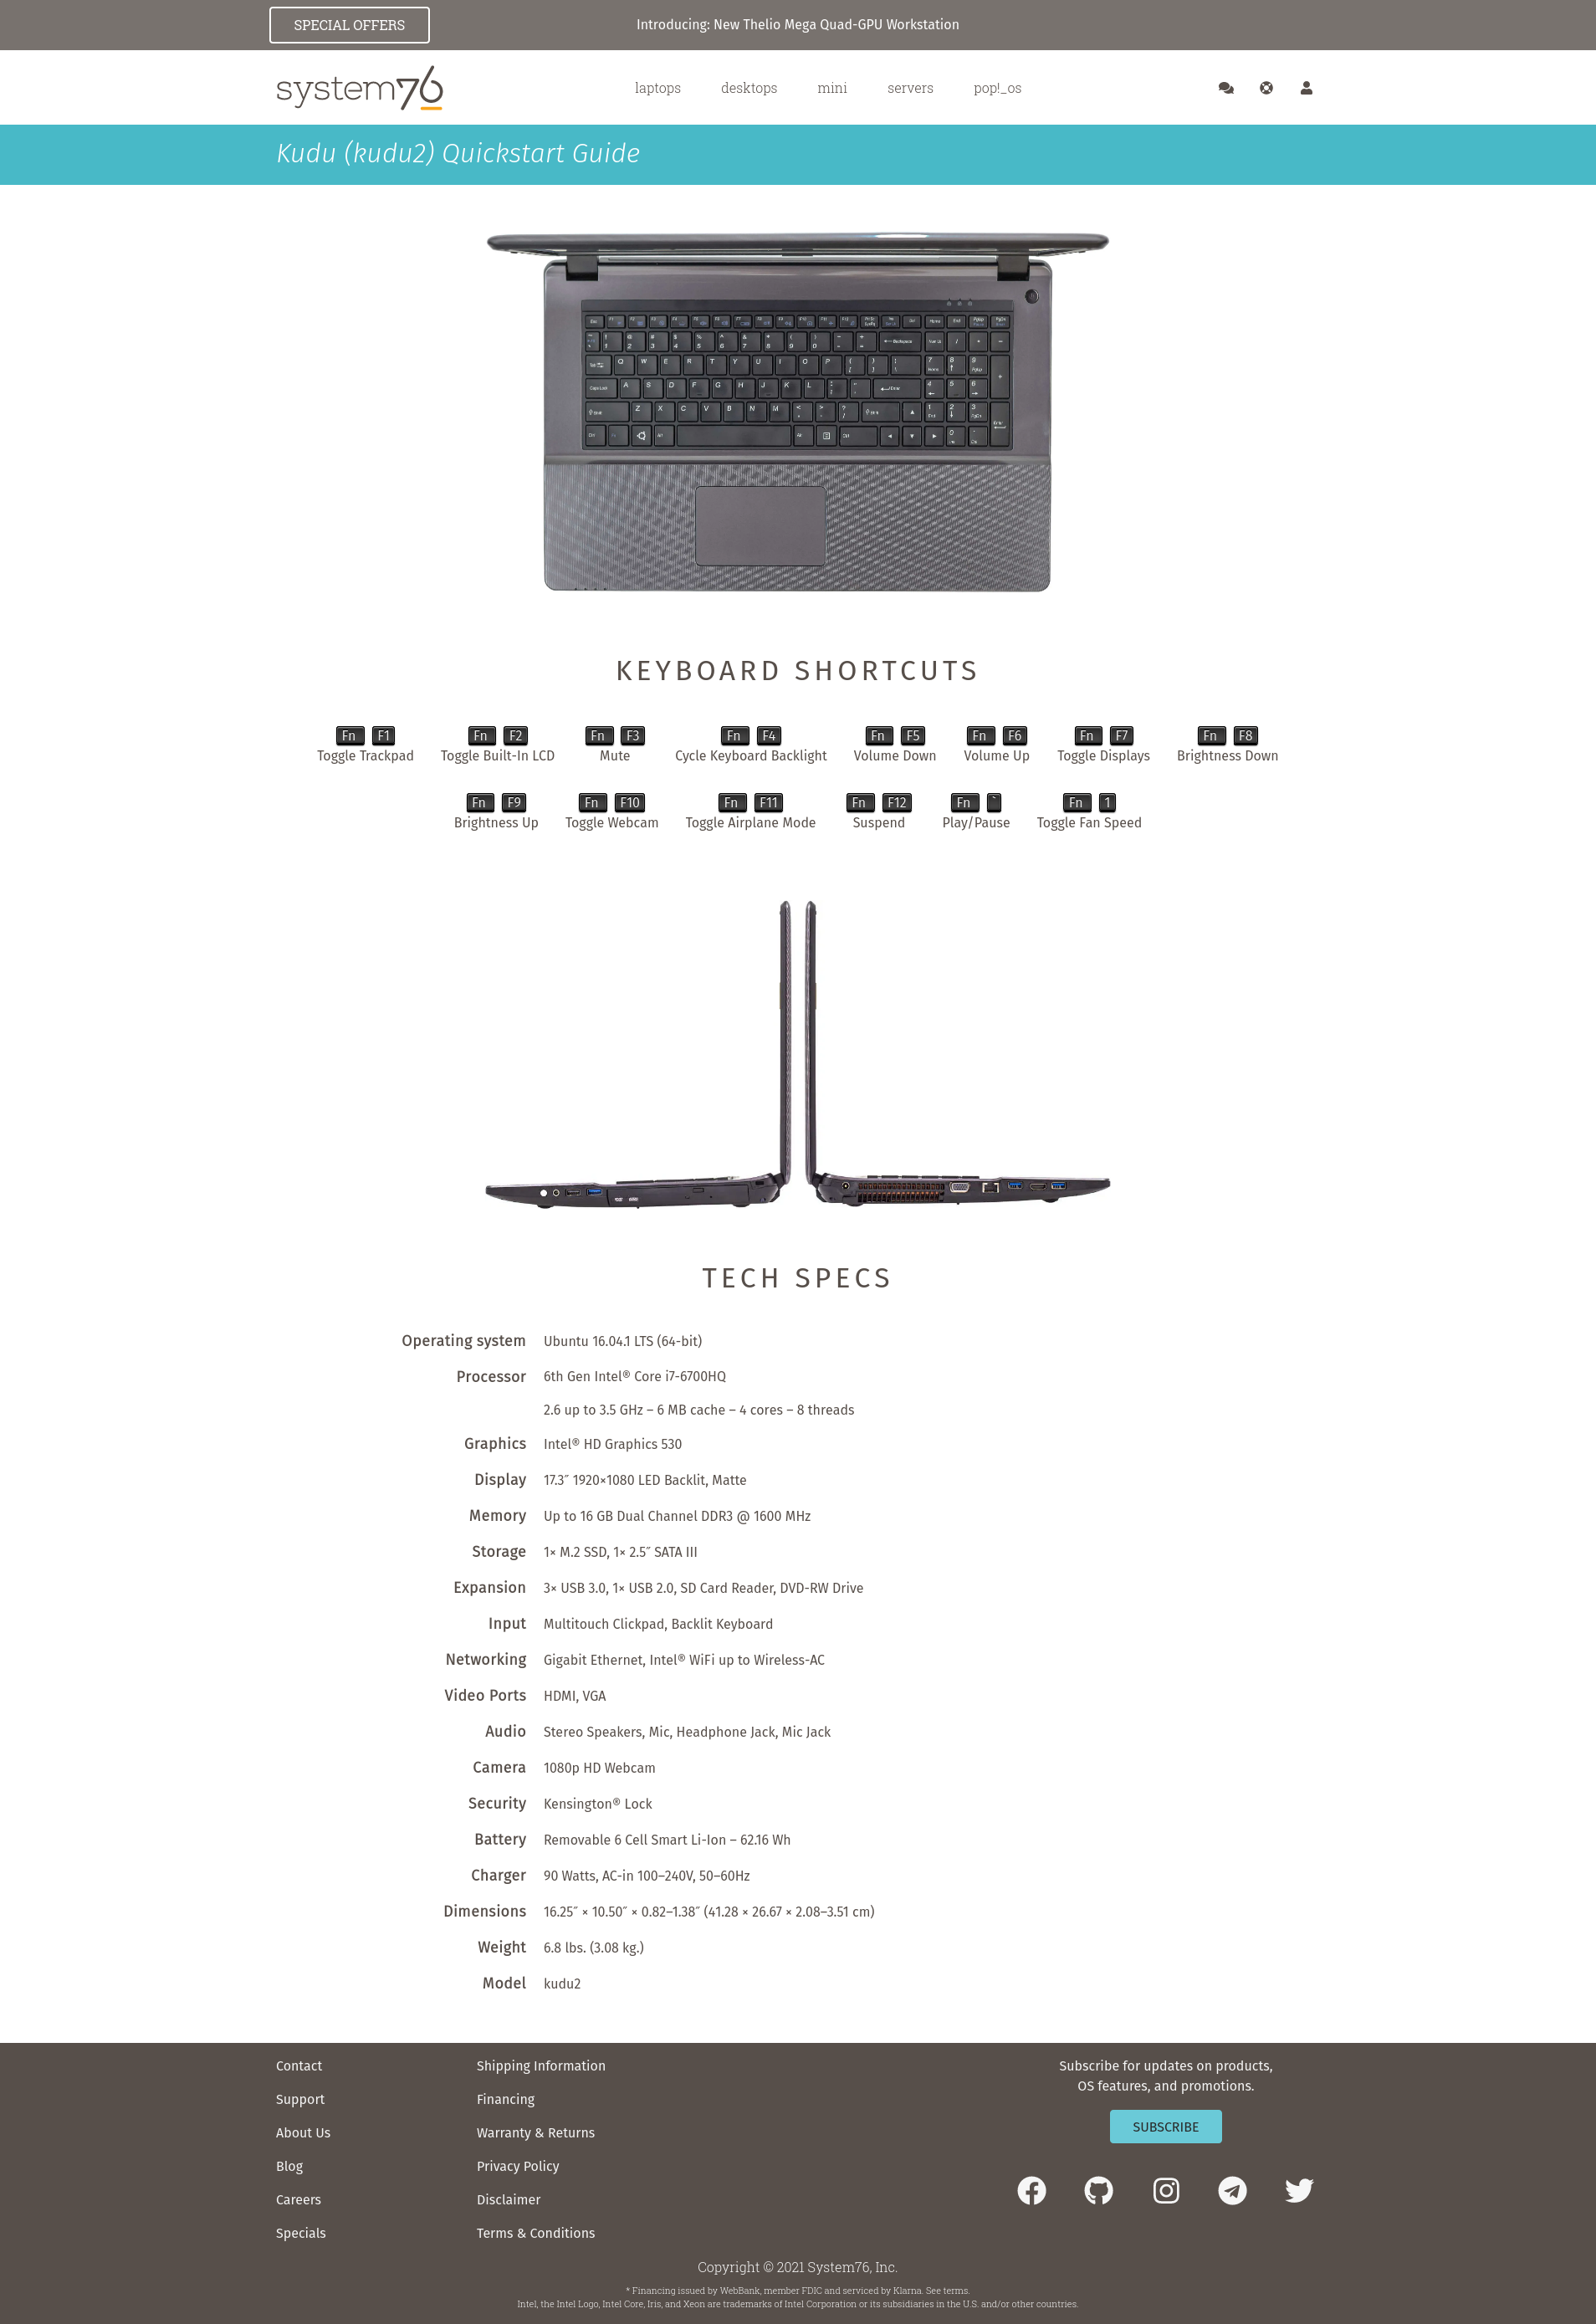 SPECIAL OFFERS
Introducing: New Thelio Mega Quad-GPU Workstation
system76
laptops desktops mini servers pop!_os
Kudu (kudu2) Quickstart Guide
KEYBOARD SHORTCUTS
Fn F1 Fn F2 Fn F3 Fn F4 Fn F5 Fn F6 Fn F7 Fn F8
Toggle Trackpad Toggle Built-In LCD Mute Cycle Keyboard Backlight Volume Down Volume Up Toggle Displays Brightness Down
Fn F9 Fn F10 Fn F11 Fn F12 Fn ` Fn 1
Brightness Up Toggle Webcam Toggle Airplane Mode Suspend Play/Pause Toggle Fan Speed
TECH SPECS
Operating system Ubuntu 16.04.1 LTS (64-bit)
Processor 6th Gen Intel® Core i7-6700HQ
2.6 up to 3.5 GHz – 6 MB cache – 4 cores – 8 threads
Graphics Intel® HD Graphics 530
Display 17.3″ 1920×1080 LED Backlit, Matte
Memory Up to 16 GB Dual Channel DDR3 @ 1600 MHz
Storage 1× M.2 SSD, 1× 2.5″ SATA III
Expansion 3× USB 3.0, 1× USB 2.0, SD Card Reader, DVD-RW Drive
Input Multitouch Clickpad, Backlit Keyboard
Networking Gigabit Ethernet, Intel® WiFi up to Wireless-AC
Video Ports HDMI, VGA
Audio Stereo Speakers, Mic, Headphone Jack, Mic Jack
Camera 1080p HD Webcam
Security Kensington® Lock
Battery Removable 6 Cell Smart Li-Ion – 62.16 Wh
Charger 90 Watts, AC-in 100–240V, 50–60Hz
Dimensions 16.25″ × 10.50″ × 0.82–1.38″ (41.28 × 26.67 × 2.08–3.51 cm)
Weight 6.8 lbs. (3.08 kg.)
Model kudu2
Contact
Support
About Us
Blog
Careers
Specials
Shipping Information
Financing
Warranty & Returns
Privacy Policy
Disclaimer
Terms & Conditions
Subscribe for updates on products,
OS features, and promotions.
SUBSCRIBE
Copyright © 2021 System76, Inc.
* Financing issued by WebBank, member FDIC and serviced by Klarna. See terms.
Intel, the Intel Logo, Intel Core, Iris, and Xeon are trademarks of Intel Corporation or its subsidiaries in the U.S. and/or other countries.